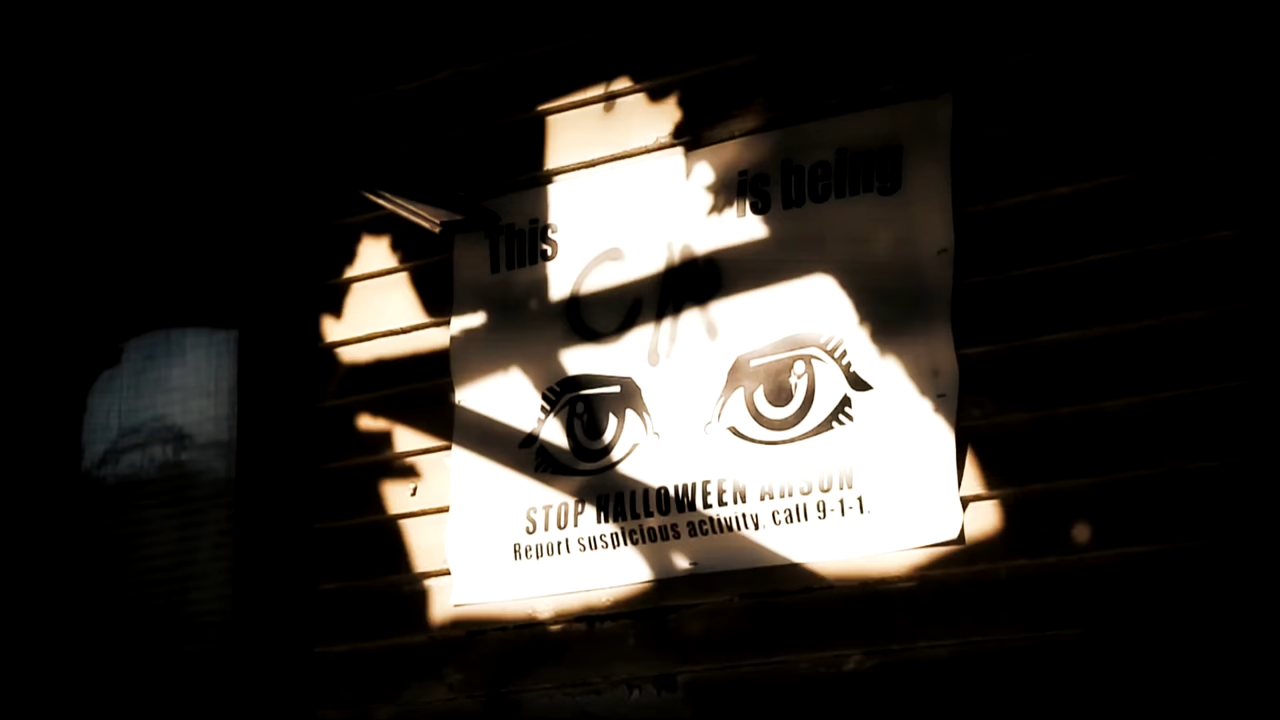 This is being
STOP HALLOWEEN ARSON
Report suspicious activity, call 9-1-1.